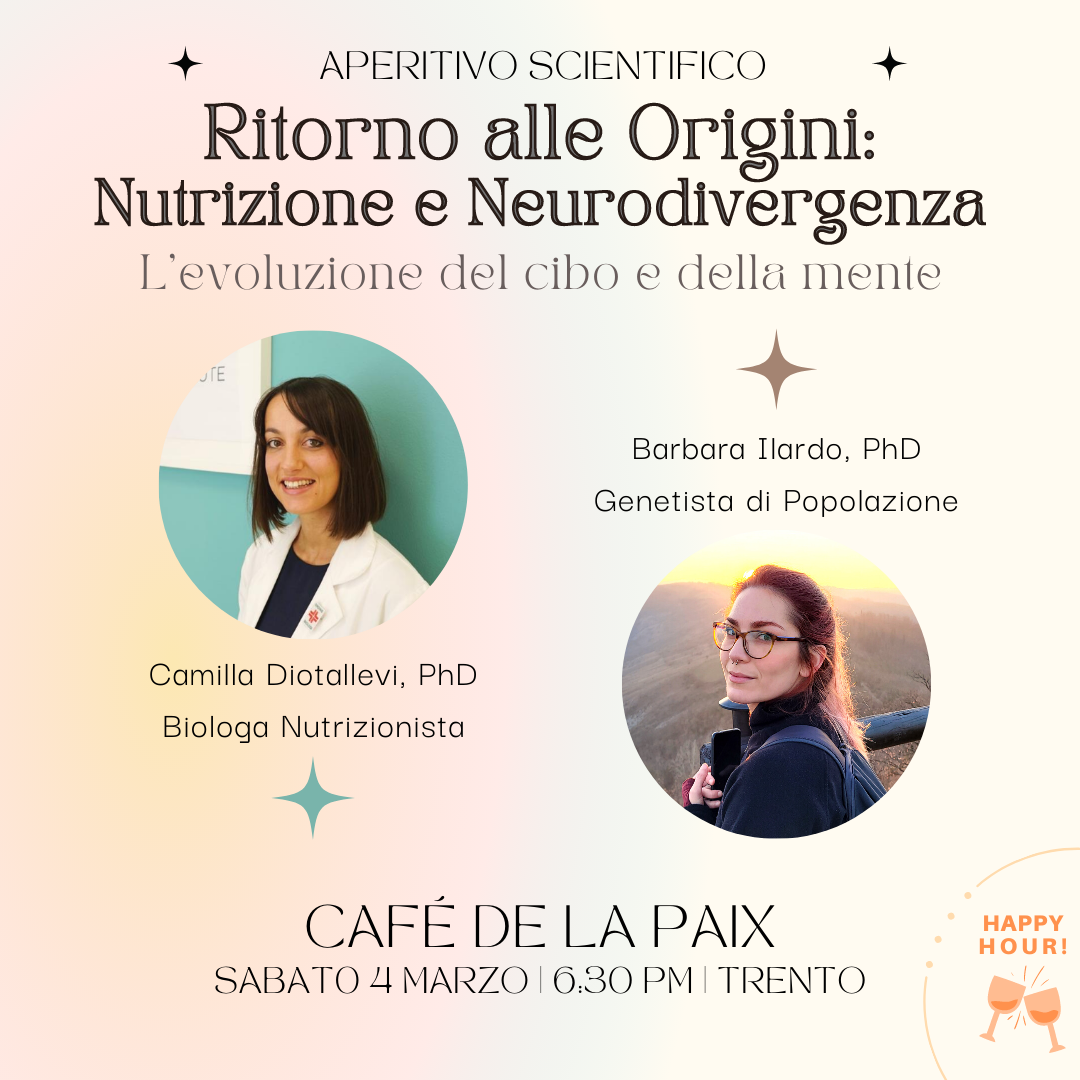 APERITIVO SCIENTIFICO
Ritorno alle Origini:
Nutrizione e Neurodivergenza
L'evoluzione del cibo e della mente
Barbara Ilardo, PhD
Genetista di Popolazione
Camilla Diotallevi, PhD
Biologa Nutrizionista
CAFÉ DE LA PAIX
SABATO 4 MARZO | 6:30 PM | TRENTO
HAPPY
HOUR!